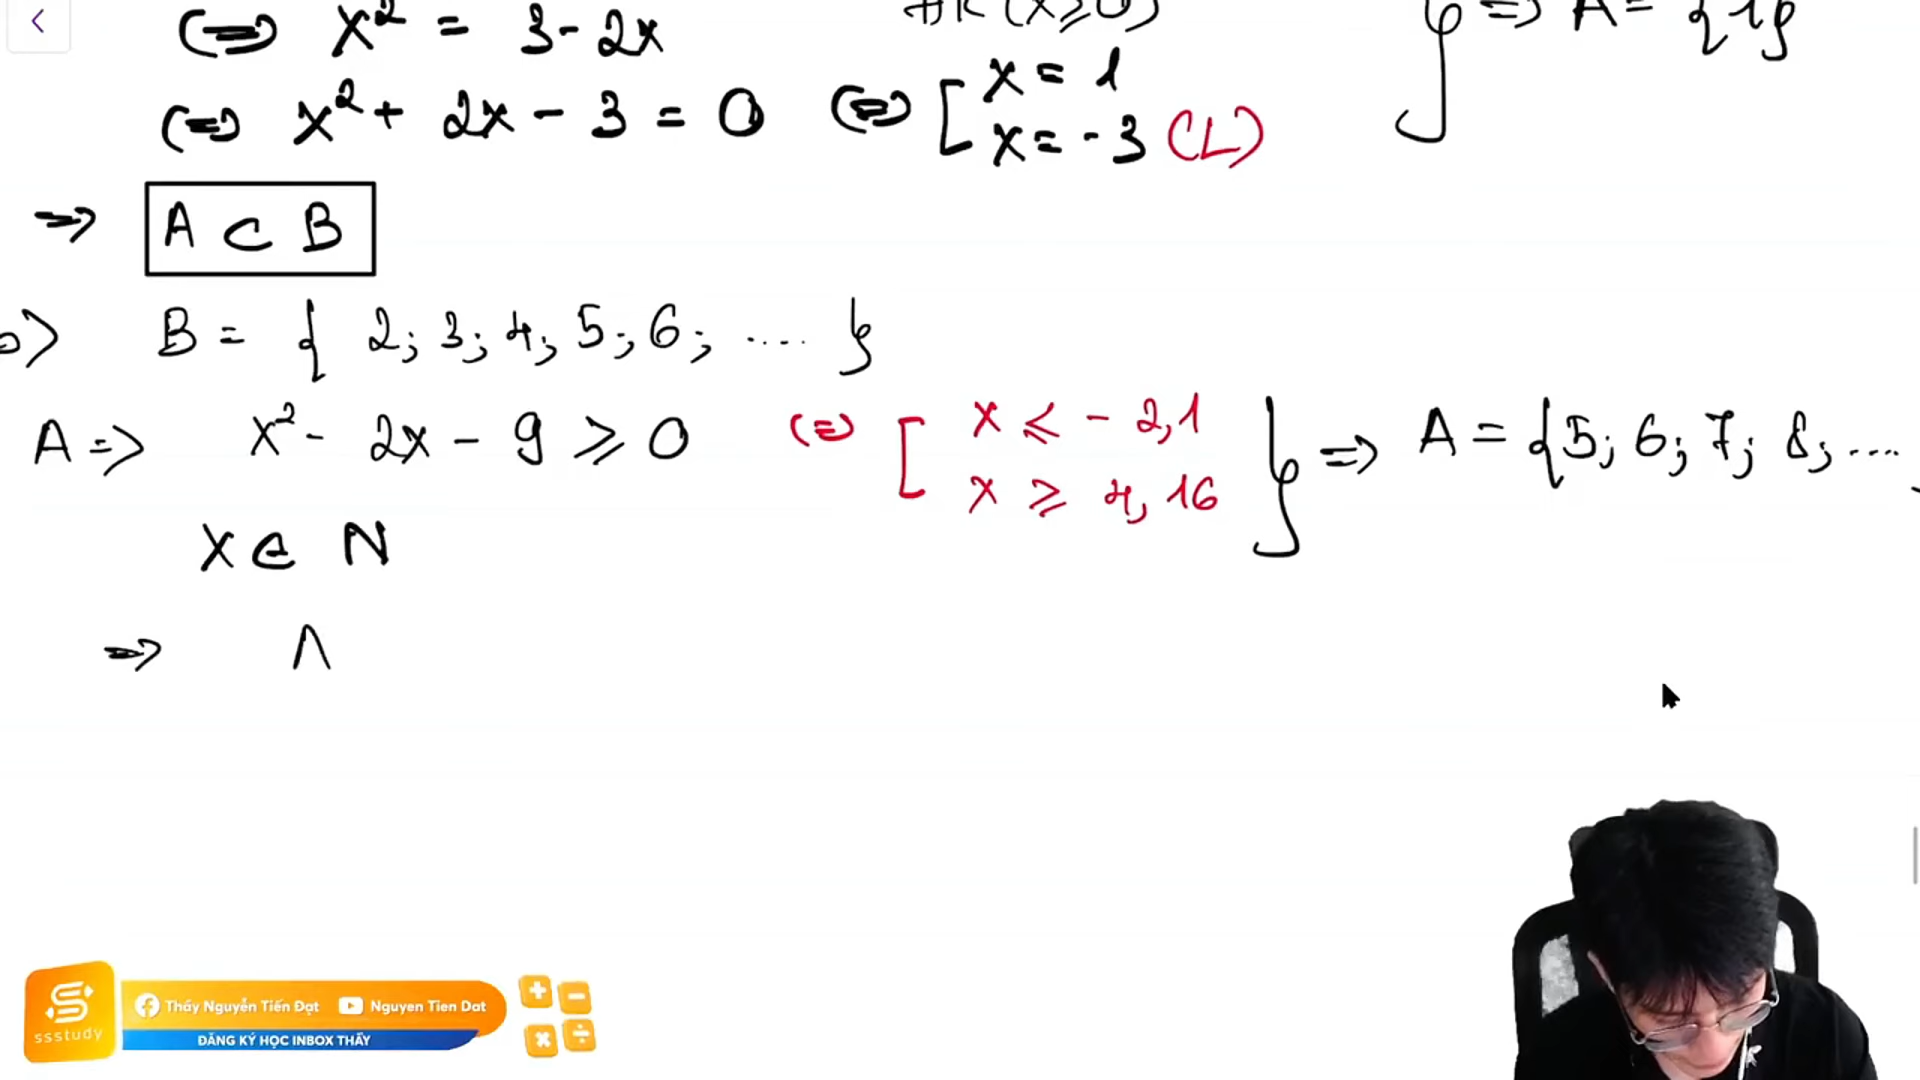 (=) x² = 3 - 2x
ĐK (x ≥ 0)
} => A = {1}
(=) x² + 2x - 3 = 0 (=) [ x = 1
x = -3 (L)
=> A ⊂ B
b) B = { 2; 3; 4; 5; 6; .... }
A => x² - 2x - 9 ≥ 0 (=) [ x ≤ - 2,1
x ≥ 4,16
} => A = {5; 6; 7; 8; ....
x ∈ N
=> Λ
ssstudy
Thầy Nguyễn Tiến Đạt
Nguyen Tien Dat
ĐĂNG KÝ HỌC INBOX THẦY